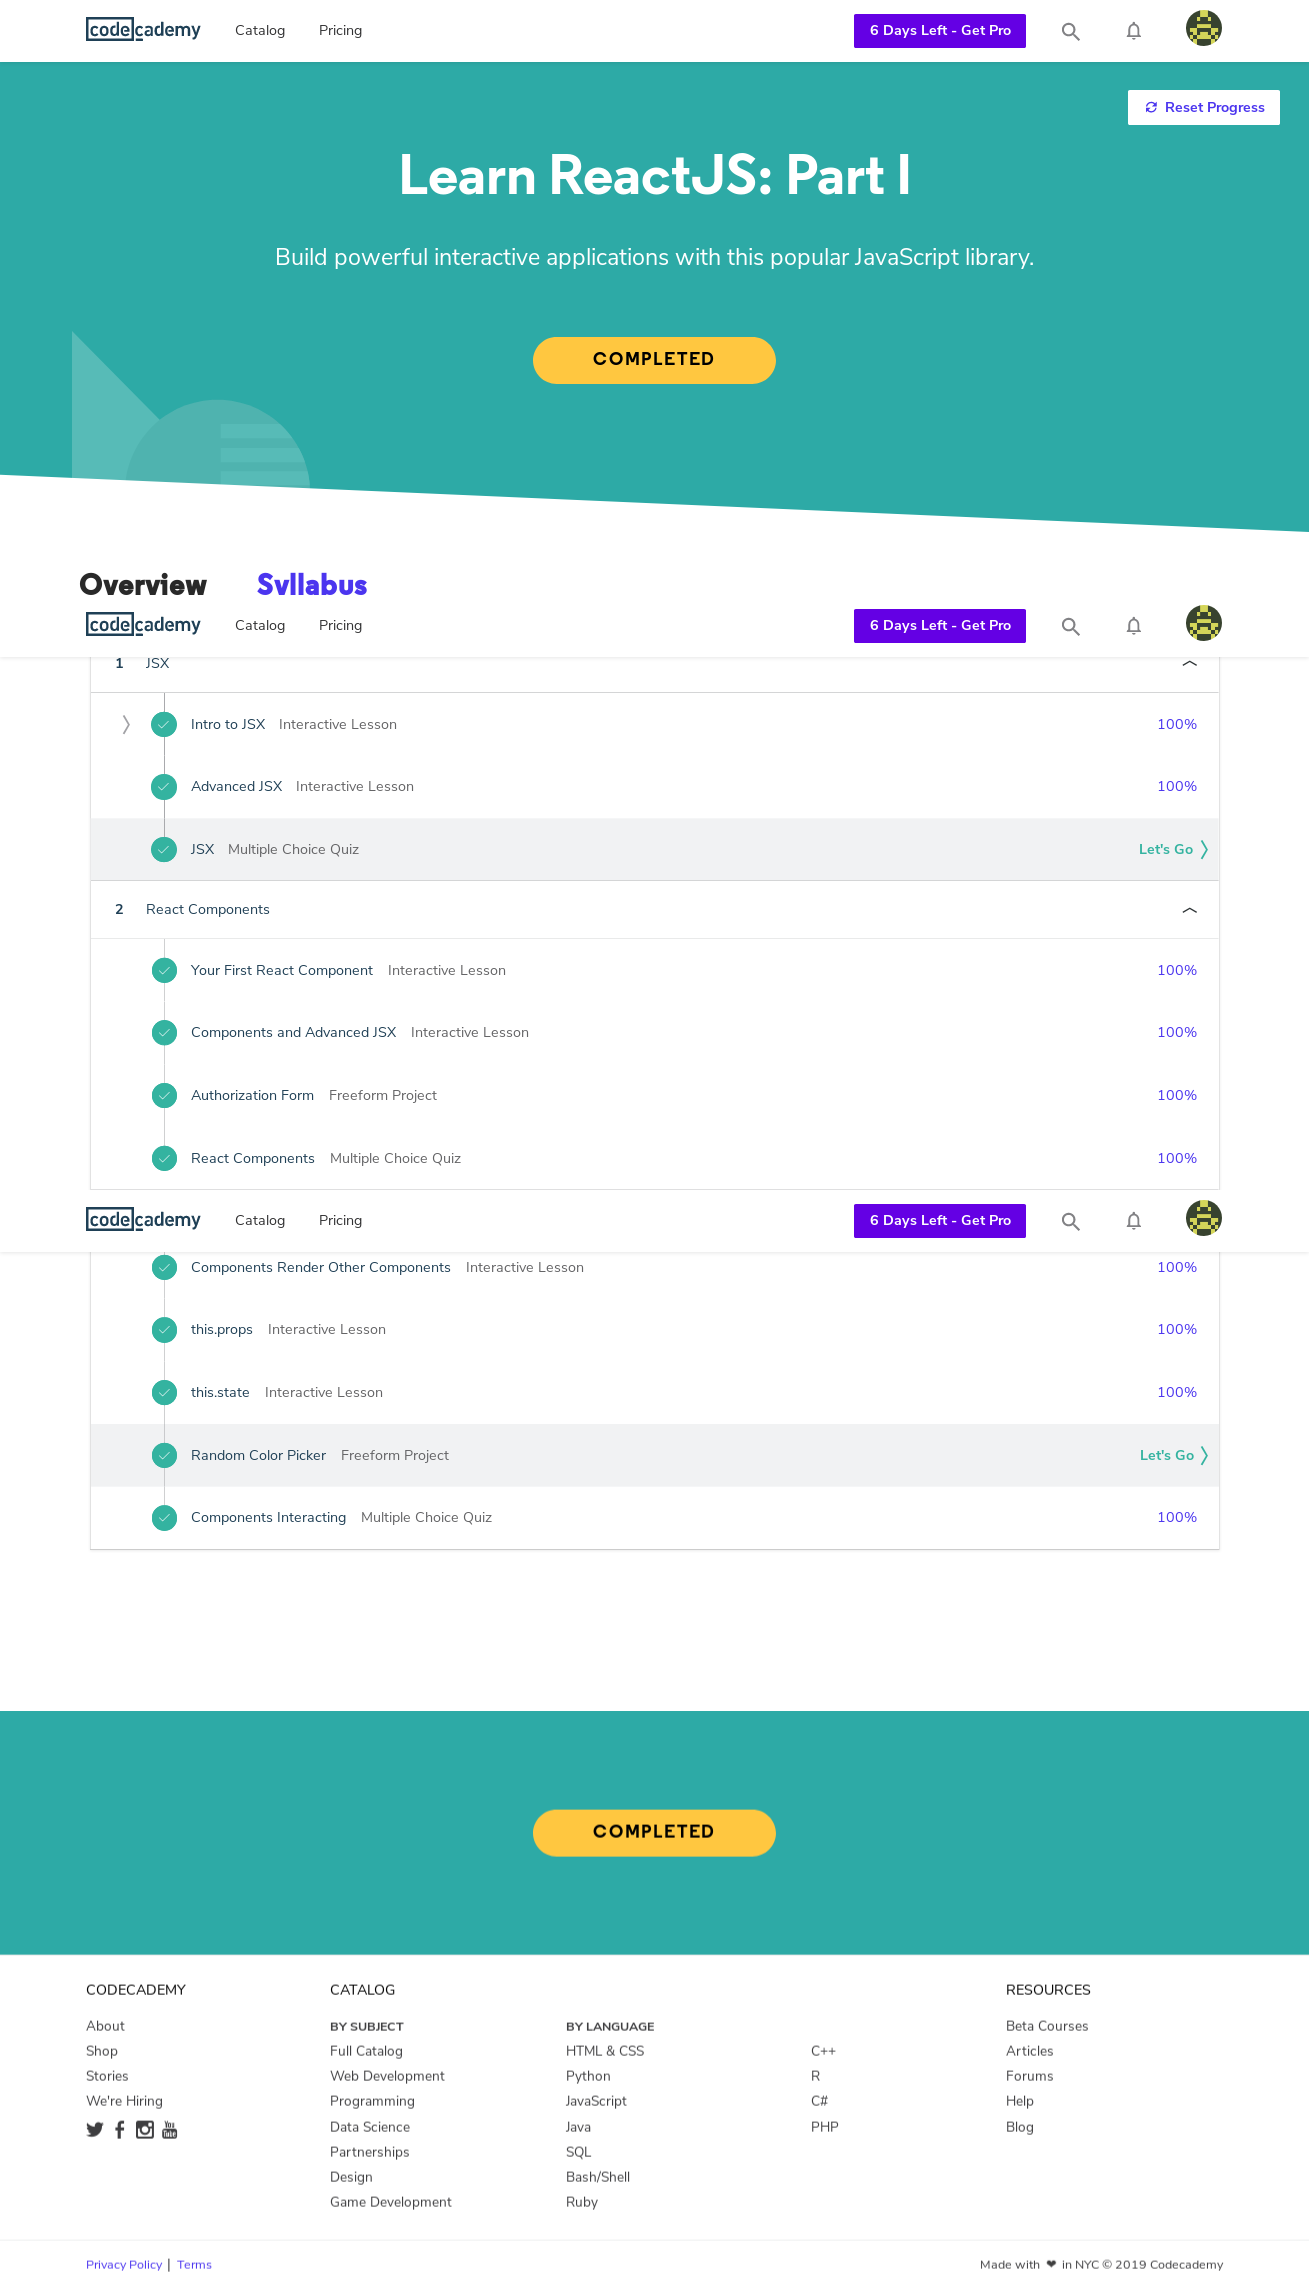 codecademy Catalog Pricing 6 Days Left - Get Pro
Reset Progress
Learn ReactJS: Part I
Build powerful interactive applications with this popular JavaScript library.
COMPLETED
Overview Syllabus
codecademy Catalog Pricing 6 Days Left - Get Pro
1 JSX
Intro to JSX Interactive Lesson 100%
Advanced JSX Interactive Lesson 100%
JSX Multiple Choice Quiz Let's Go
2 React Components
Your First React Component Interactive Lesson 100%
Components and Advanced JSX Interactive Lesson 100%
Authorization Form Freeform Project 100%
React Components Multiple Choice Quiz 100%
codecademy Catalog Pricing 6 Days Left - Get Pro
Components Render Other Components Interactive Lesson 100%
this.props Interactive Lesson 100%
this.state Interactive Lesson 100%
Random Color Picker Freeform Project Let's Go
Components Interacting Multiple Choice Quiz 100%
COMPLETED
CODECADEMY CATALOG RESOURCES
About BY SUBJECT BY LANGUAGE Beta Courses
Shop Full Catalog HTML & CSS C++ Articles
Stories Web Development Python R Forums
We're Hiring Programming JavaScript C# Help
You Tube Data Science Java PHP Blog
Partnerships SQL
Design Bash/Shell
Game Development Ruby
Privacy Policy | Terms Made with ❤ in NYC © 2019 Codecademy